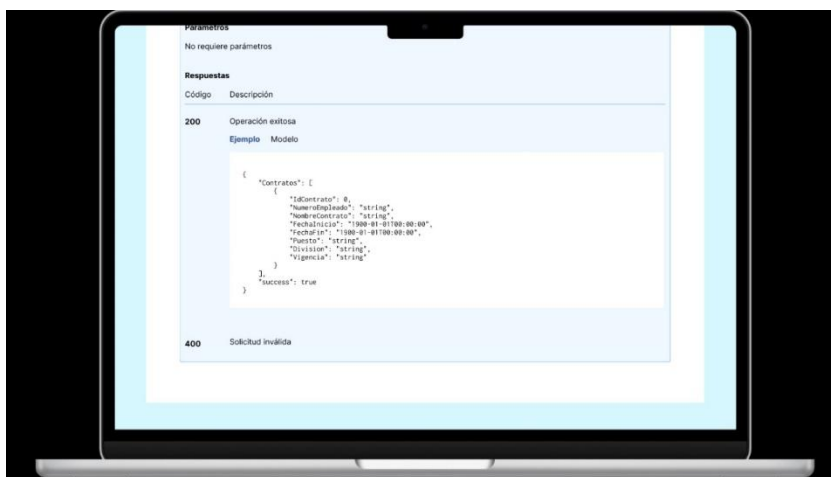 Parámetros
No requiere parámetros
Respuestas
Código Descripción
200 Operación exitosa
Ejemplo Modelo
{
"Contratos": [
{
"IdContrato": 0,
"NumeroEmpleado": "string",
"NombreContrato": "string",
"FechaInicio": "1900-01-01T00:00:00",
"FechaFin": "1900-01-01T00:00:00",
"Puesto": "string",
"Division": "string",
"Vigencia": "string"
}
],
"success": true
}
400 Solicitud inválida